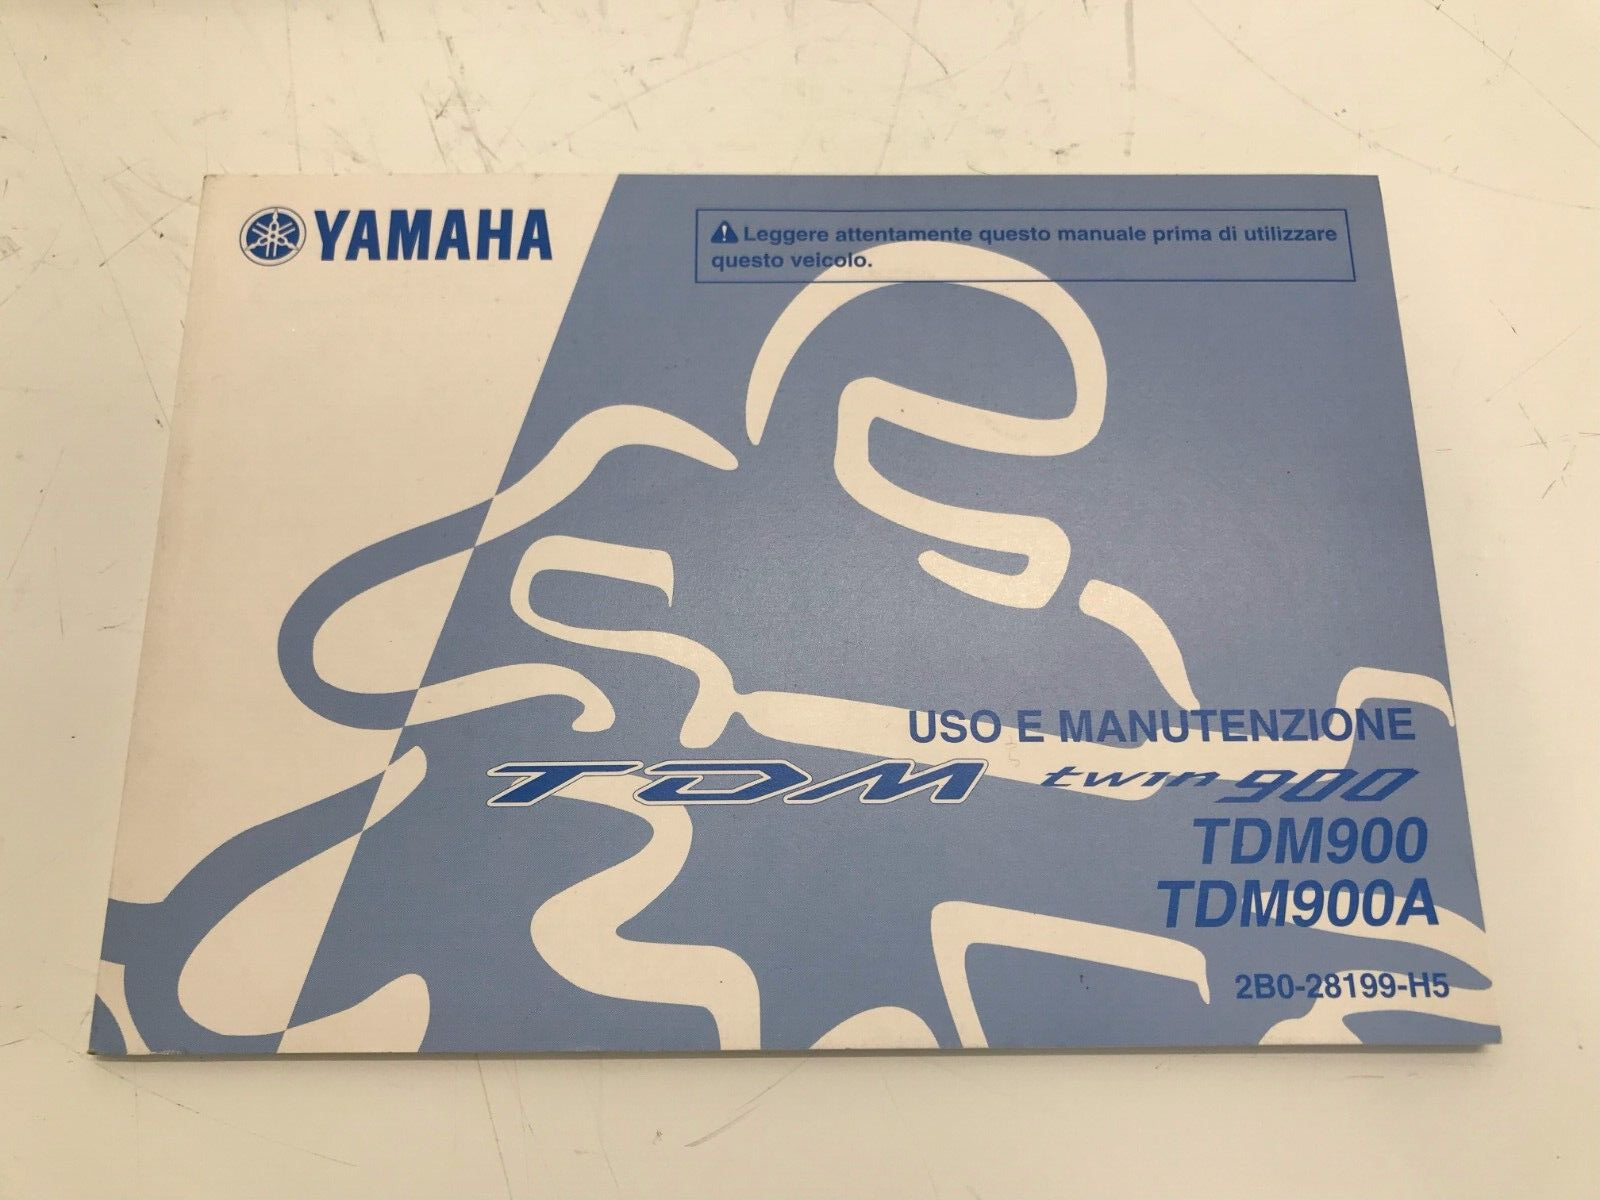 YAMAHA
⚠ Leggere attentamente questo manuale prima di utilizzare
questo veicolo.
USO E MANUTENZIONE
TDM twin 900
TDM900
TDM900A
2B0-28199-H5